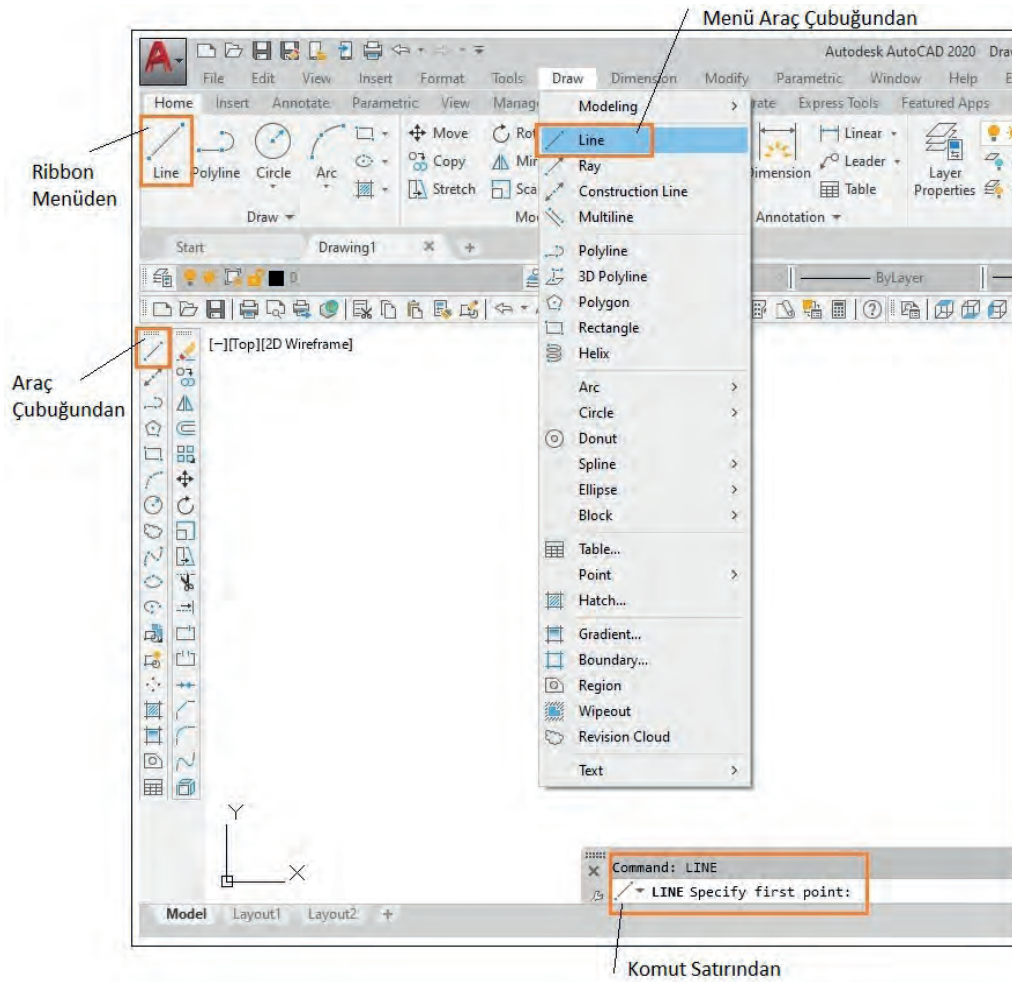 Menü Araç Çubuğundan
Autodesk AutoCAD 2020
File Edit View Insert Format Tools Draw Dimension Modify Parametric Window Help
Home Insert Annotate Parametric View Express Tools Featured Apps
Line Polyline Circle Arc
Move
Copy
Stretch
Linear
Leader
Table
Layer
Properties
Draw
Annotation
Ribbon
Menüden
Start Drawing1
0
ByLayer
Modeling
Line
Ray
Construction Line
Multiline
Polyline
3D Polyline
Polygon
Rectangle
Helix
Arc
Circle
Donut
Spline
Ellipse
Block
Table...
Point
Hatch...
Gradient...
Boundary...
Region
Wipeout
Revision Cloud
Text
[−][Top][2D Wireframe]
Araç
Çubuğundan
Y
X
Command: LINE
LINE Specify first point:
Model Layout1 Layout2 +
Komut Satırından